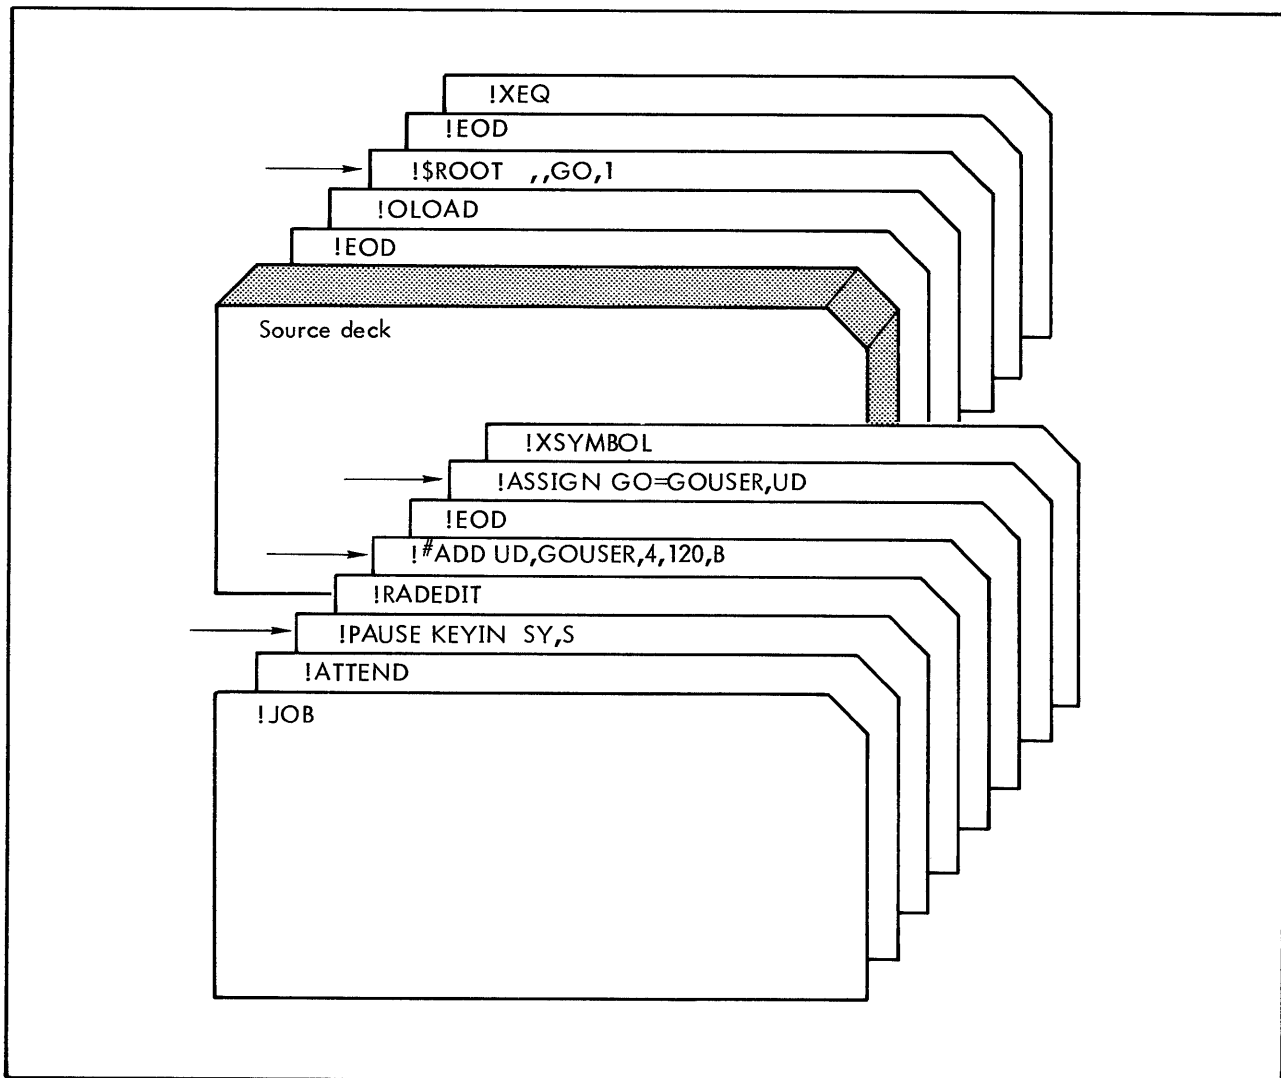 !XEQ
!EOD
!$ROOT ,,GO,1
!OLOAD
!EOD
Source deck
!XSYMBOL
!ASSIGN GO=GOUSER,UD
!EOD
!#ADD UD,GOUSER,4,120,B
!RADEDIT
!PAUSE KEYIN SY,S
!ATTEND
!JOB